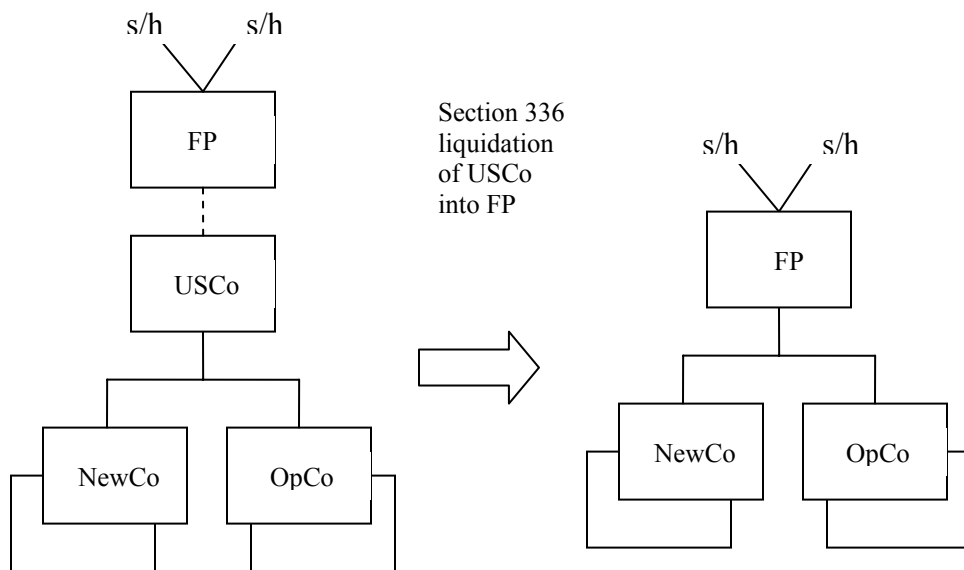 s/h s/h
FP
USCo
NewCo OpCo
Section 336
liquidation
of USCo
into FP
s/h s/h
FP
NewCo OpCo